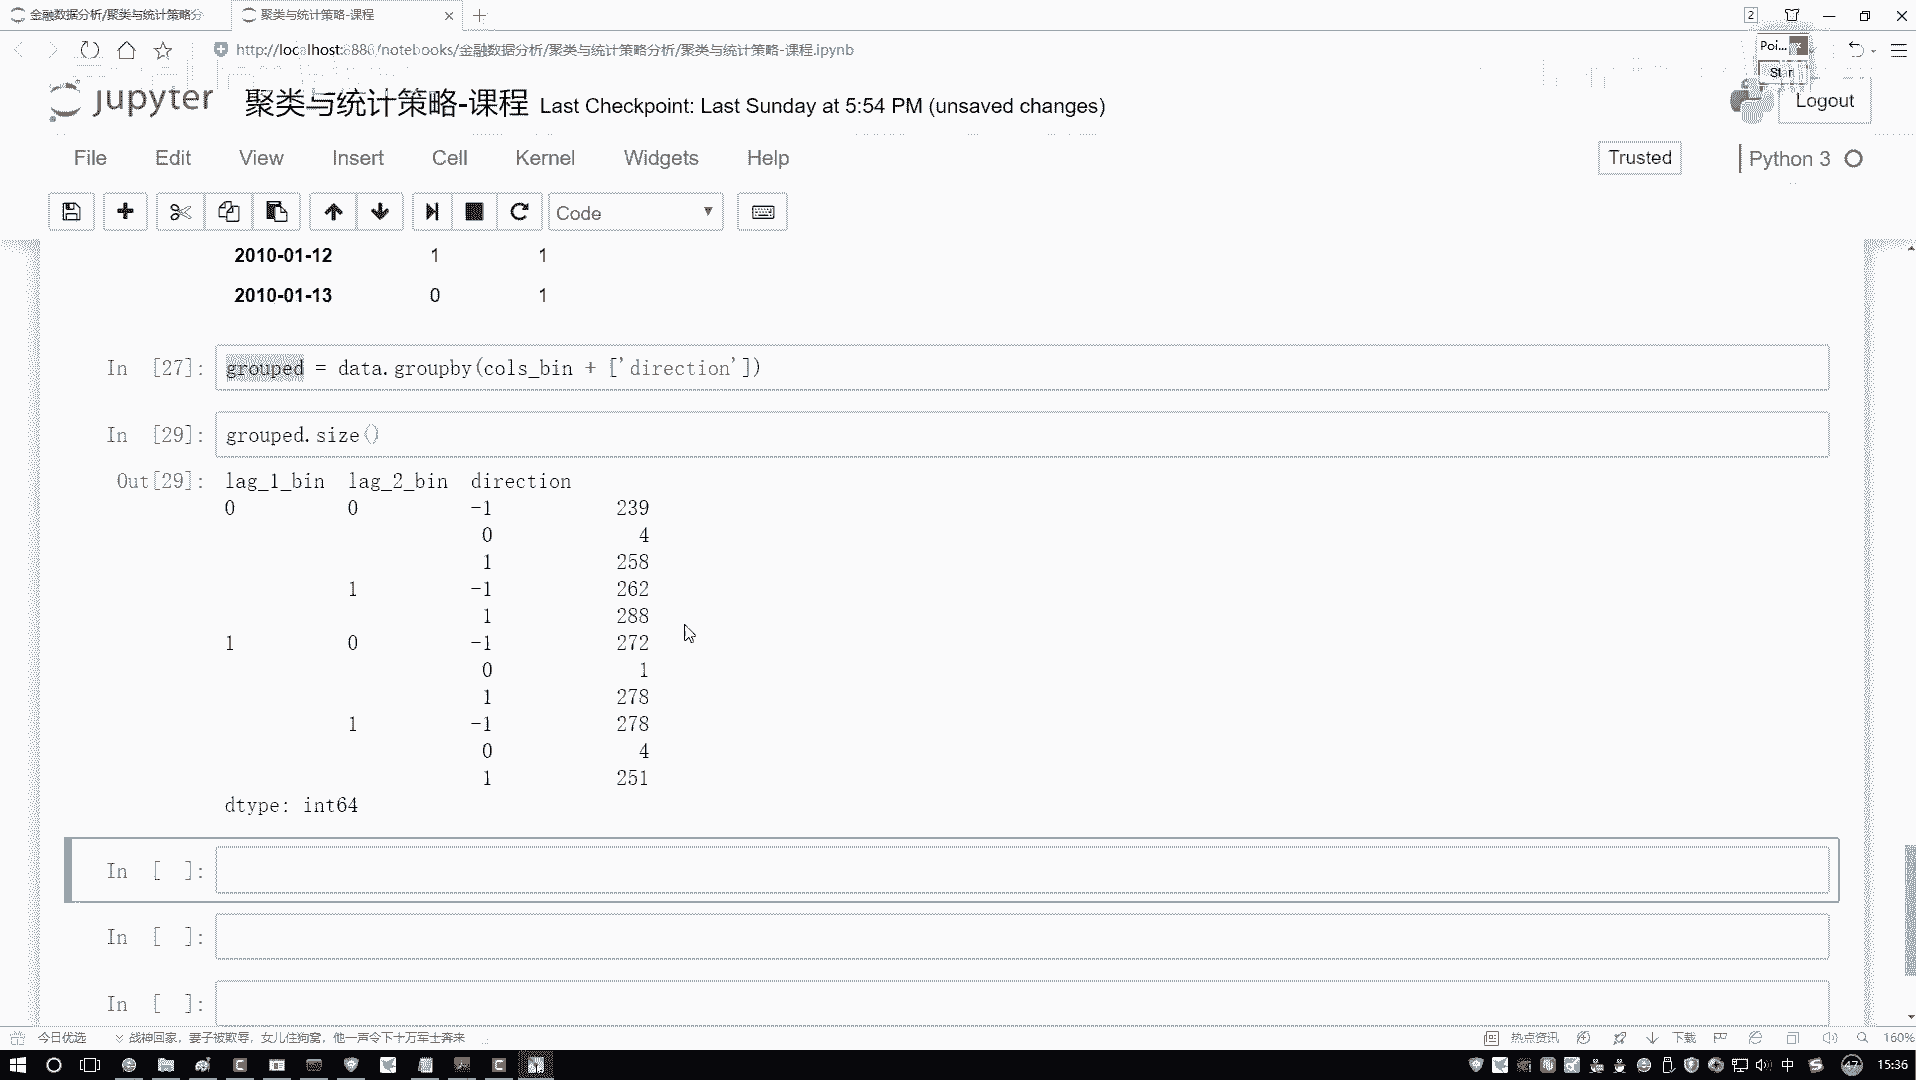 金融数据分析/聚类与统计策略分
聚类与统计策略-课程
2
http://localhost:8886/notebooks/金融数据分析/聚类与统计策略分析/聚类与统计策略-课程.ipynb
Poi...
jupyter 聚类与统计策略-课程 Last Checkpoint: Last Sunday at 5:54 PM (unsaved changes)
Logout
File Edit View Insert Cell Kernel Widgets Help
Trusted Python 3
Code
2010-01-12 1 1
2010-01-13 0 1
In [27]: grouped = data.groupby(cols_bin + ['direction'])
In [29]: grouped.size()
Out[29]: lag_1_bin lag_2_bin direction
0 0 -1 239
0 4
1 258
1 -1 262
1 288
1 0 -1 272
0 1
1 278
1 -1 278
0 4
1 251
dtype: int64
In [ ]:
In [ ]:
In [ ]:
今日优选 战神回家，妻子被欺辱，女儿住狗窝，他一声令下十万军士奔来
热点资讯 下载 160%
中 47 15:36